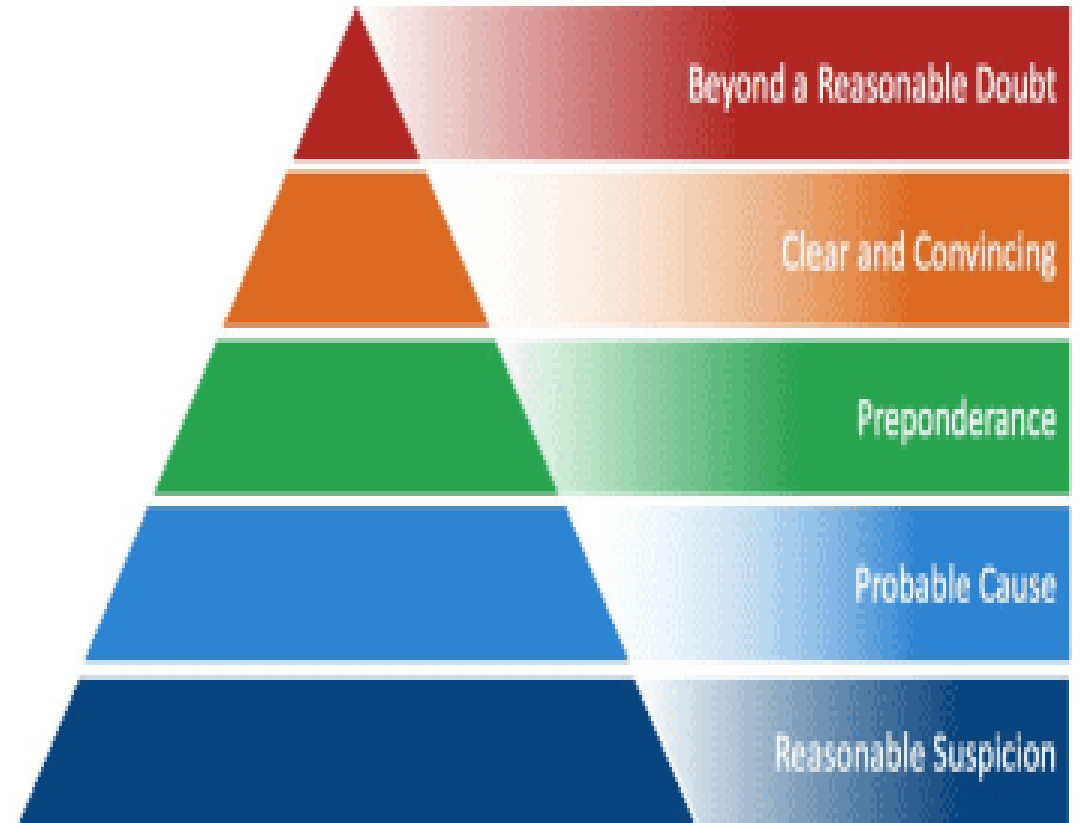 Beyond a Reasonable Doubt
Clear and Convincing
Preponderance
Probable Cause
Reasonable Suspicion